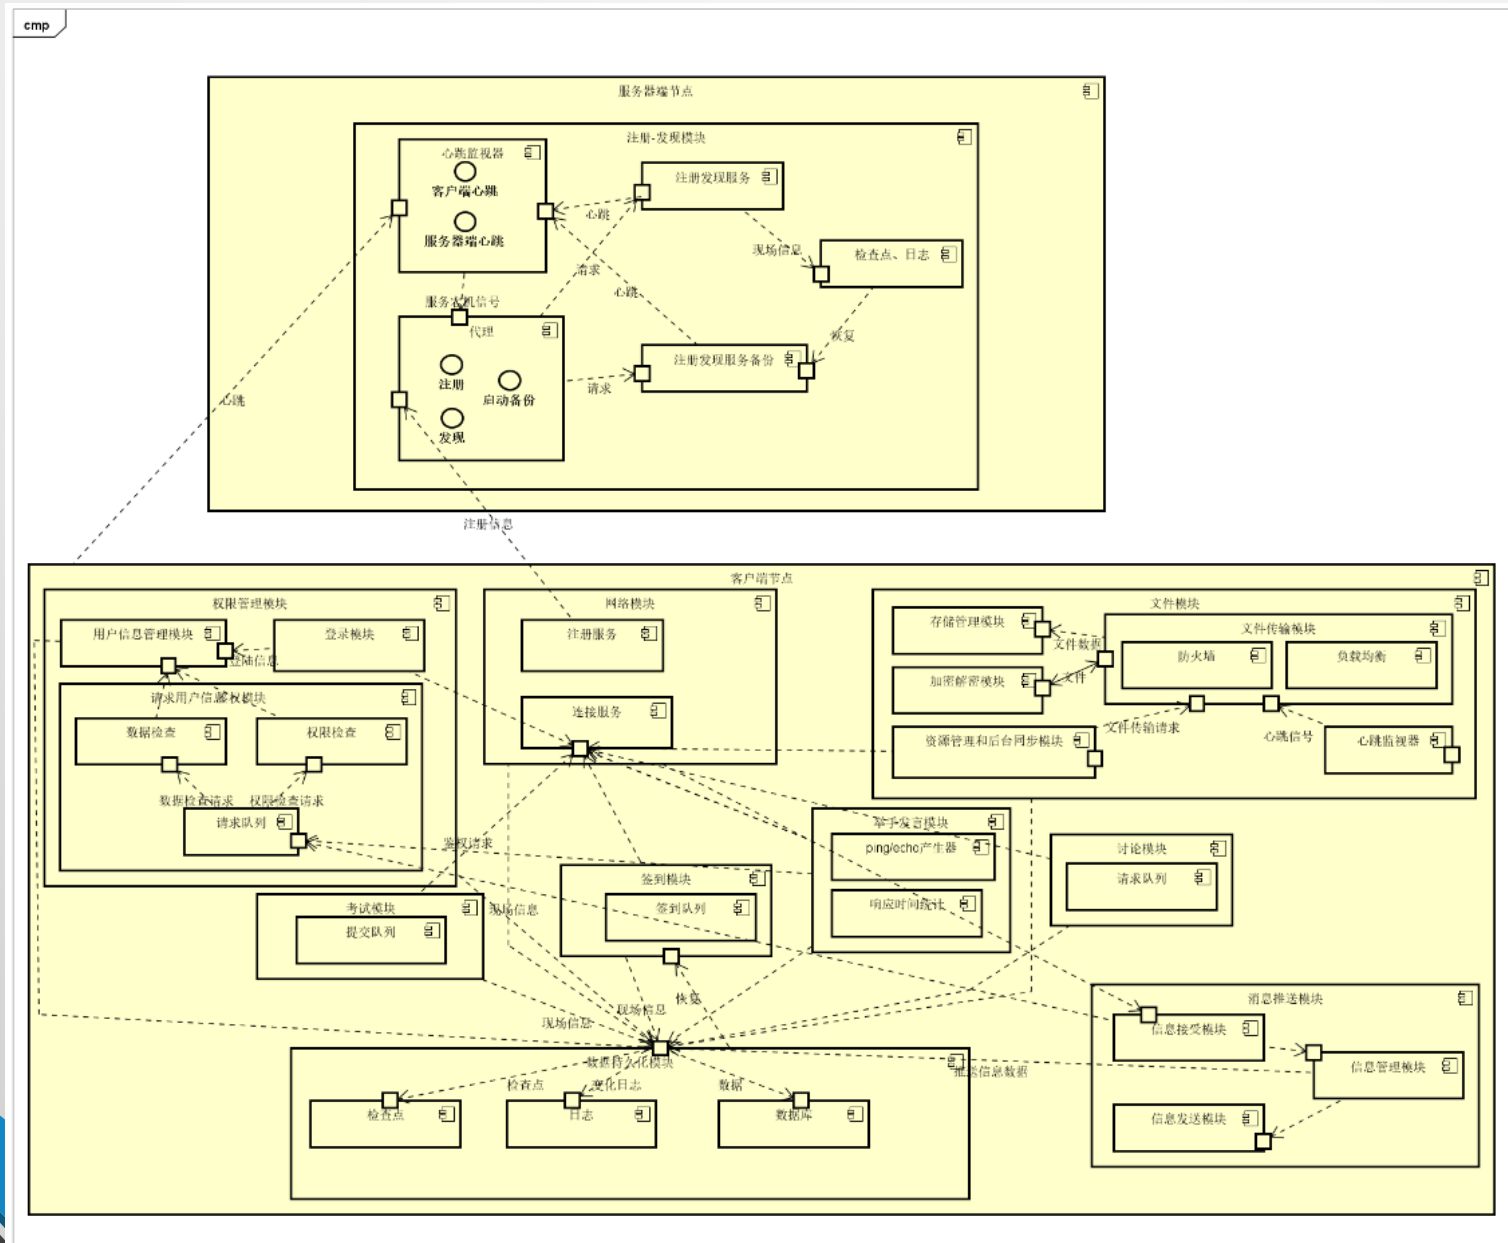 cmp
服务器端节点
注册-发现模块
心跳监视器
客户端心跳
服务器端心跳
注册发现服务
心跳
现场信息
检查点、日志
请求
心跳
代理
恢复
注册发现服务备份
注册
启动备份
请求
发现
心跳
注册信息
客户端节点
权限管理模块
网络模块
文件模块
用户信息管理模块
登录模块
注册服务
存储管理模块
文件传输模块
登陆信息
文件数据
防火墙
负载均衡
加密解密模块
文件
请求用户信息
权模块
连接服务
数据检查
权限检查
文件传输请求
心跳信号
资源管理和后台同步模块
心跳监视器
数据检查请求
权限检查请求
请求队列
鉴权请求
举手发言模块
ping/echo产生器
讨论模块
请求队列
签到模块
签到队列
响应时间统计
考试模块
提交队列
现场信息
现场信息
恢复
现场信息
消息推送模块
信息接受模块
信息管理模块
信息发送模块
数据持久化模块
推送信息数据
检查点
变化日志
数据
检查点
日志
数据库